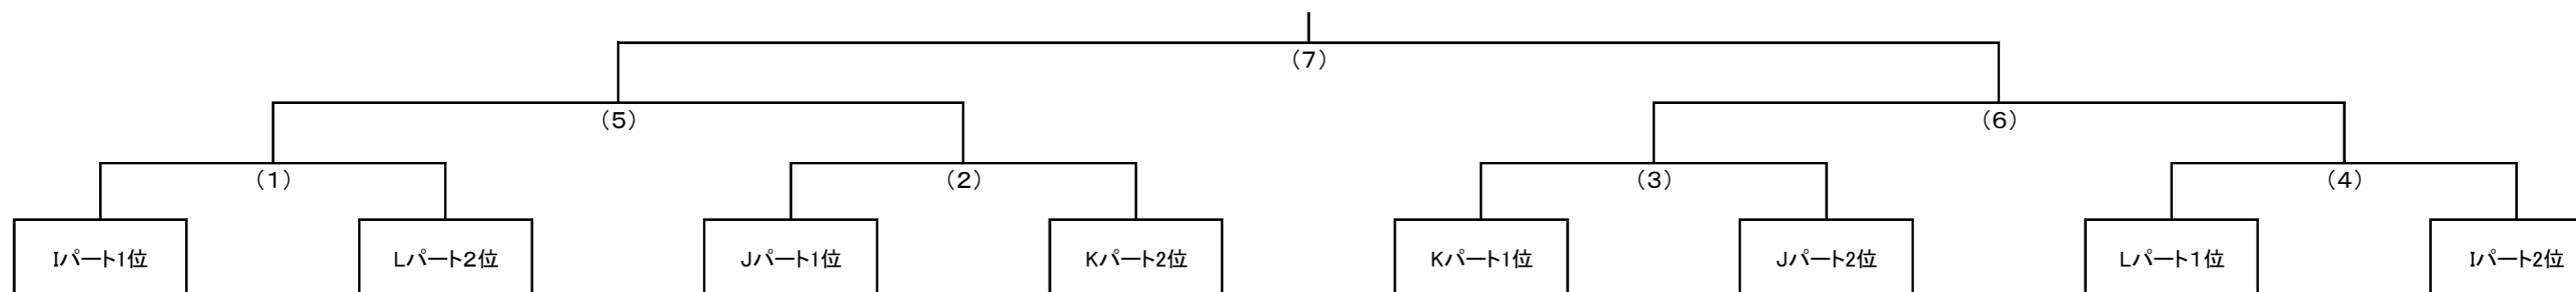 （7）
（5）
（6）
（1）
（2）
（3）
（4）
Iパート1位
Lパート２位
Jパート1位
Kパート2位
Kパート1位
Jパート2位
Lパート１位
Iパート2位